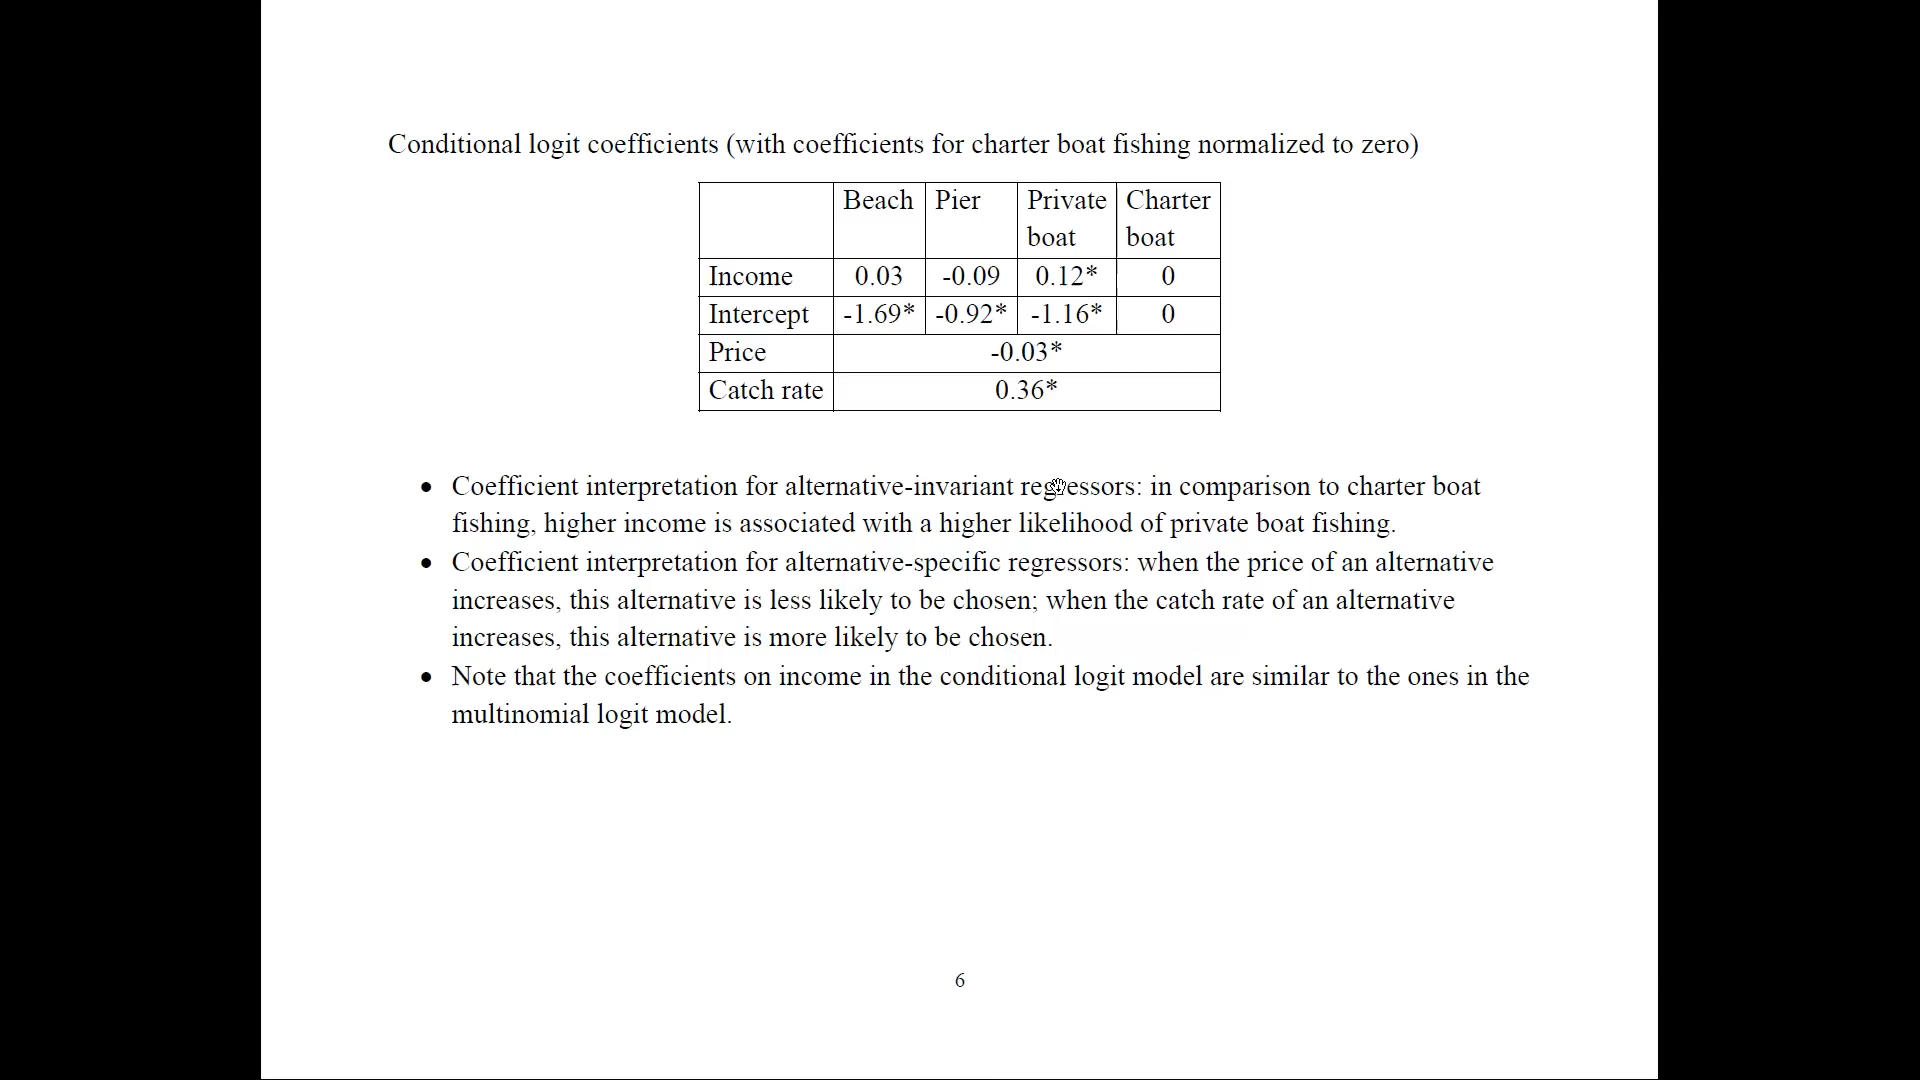 Conditional logit coefficients (with coefficients for charter boat fishing normalized to zero)
Beach Pier Private boat Charter boat
Income 0.03 -0.09 0.12* 0
Intercept -1.69* -0.92* -1.16* 0
Price -0.03*
Catch rate 0.36*
• Coefficient interpretation for alternative-invariant regressors: in comparison to charter boat
fishing, higher income is associated with a higher likelihood of private boat fishing.
• Coefficient interpretation for alternative-specific regressors: when the price of an alternative
increases, this alternative is less likely to be chosen; when the catch rate of an alternative
increases, this alternative is more likely to be chosen.
• Note that the coefficients on income in the conditional logit model are similar to the ones in the
multinomial logit model.
6